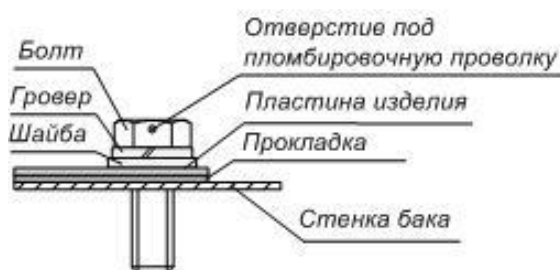 Отверстие под
пломбировочную проволку
Болт
Гровер
Пластина изделия
Шайба
Прокладка
Стенка бака